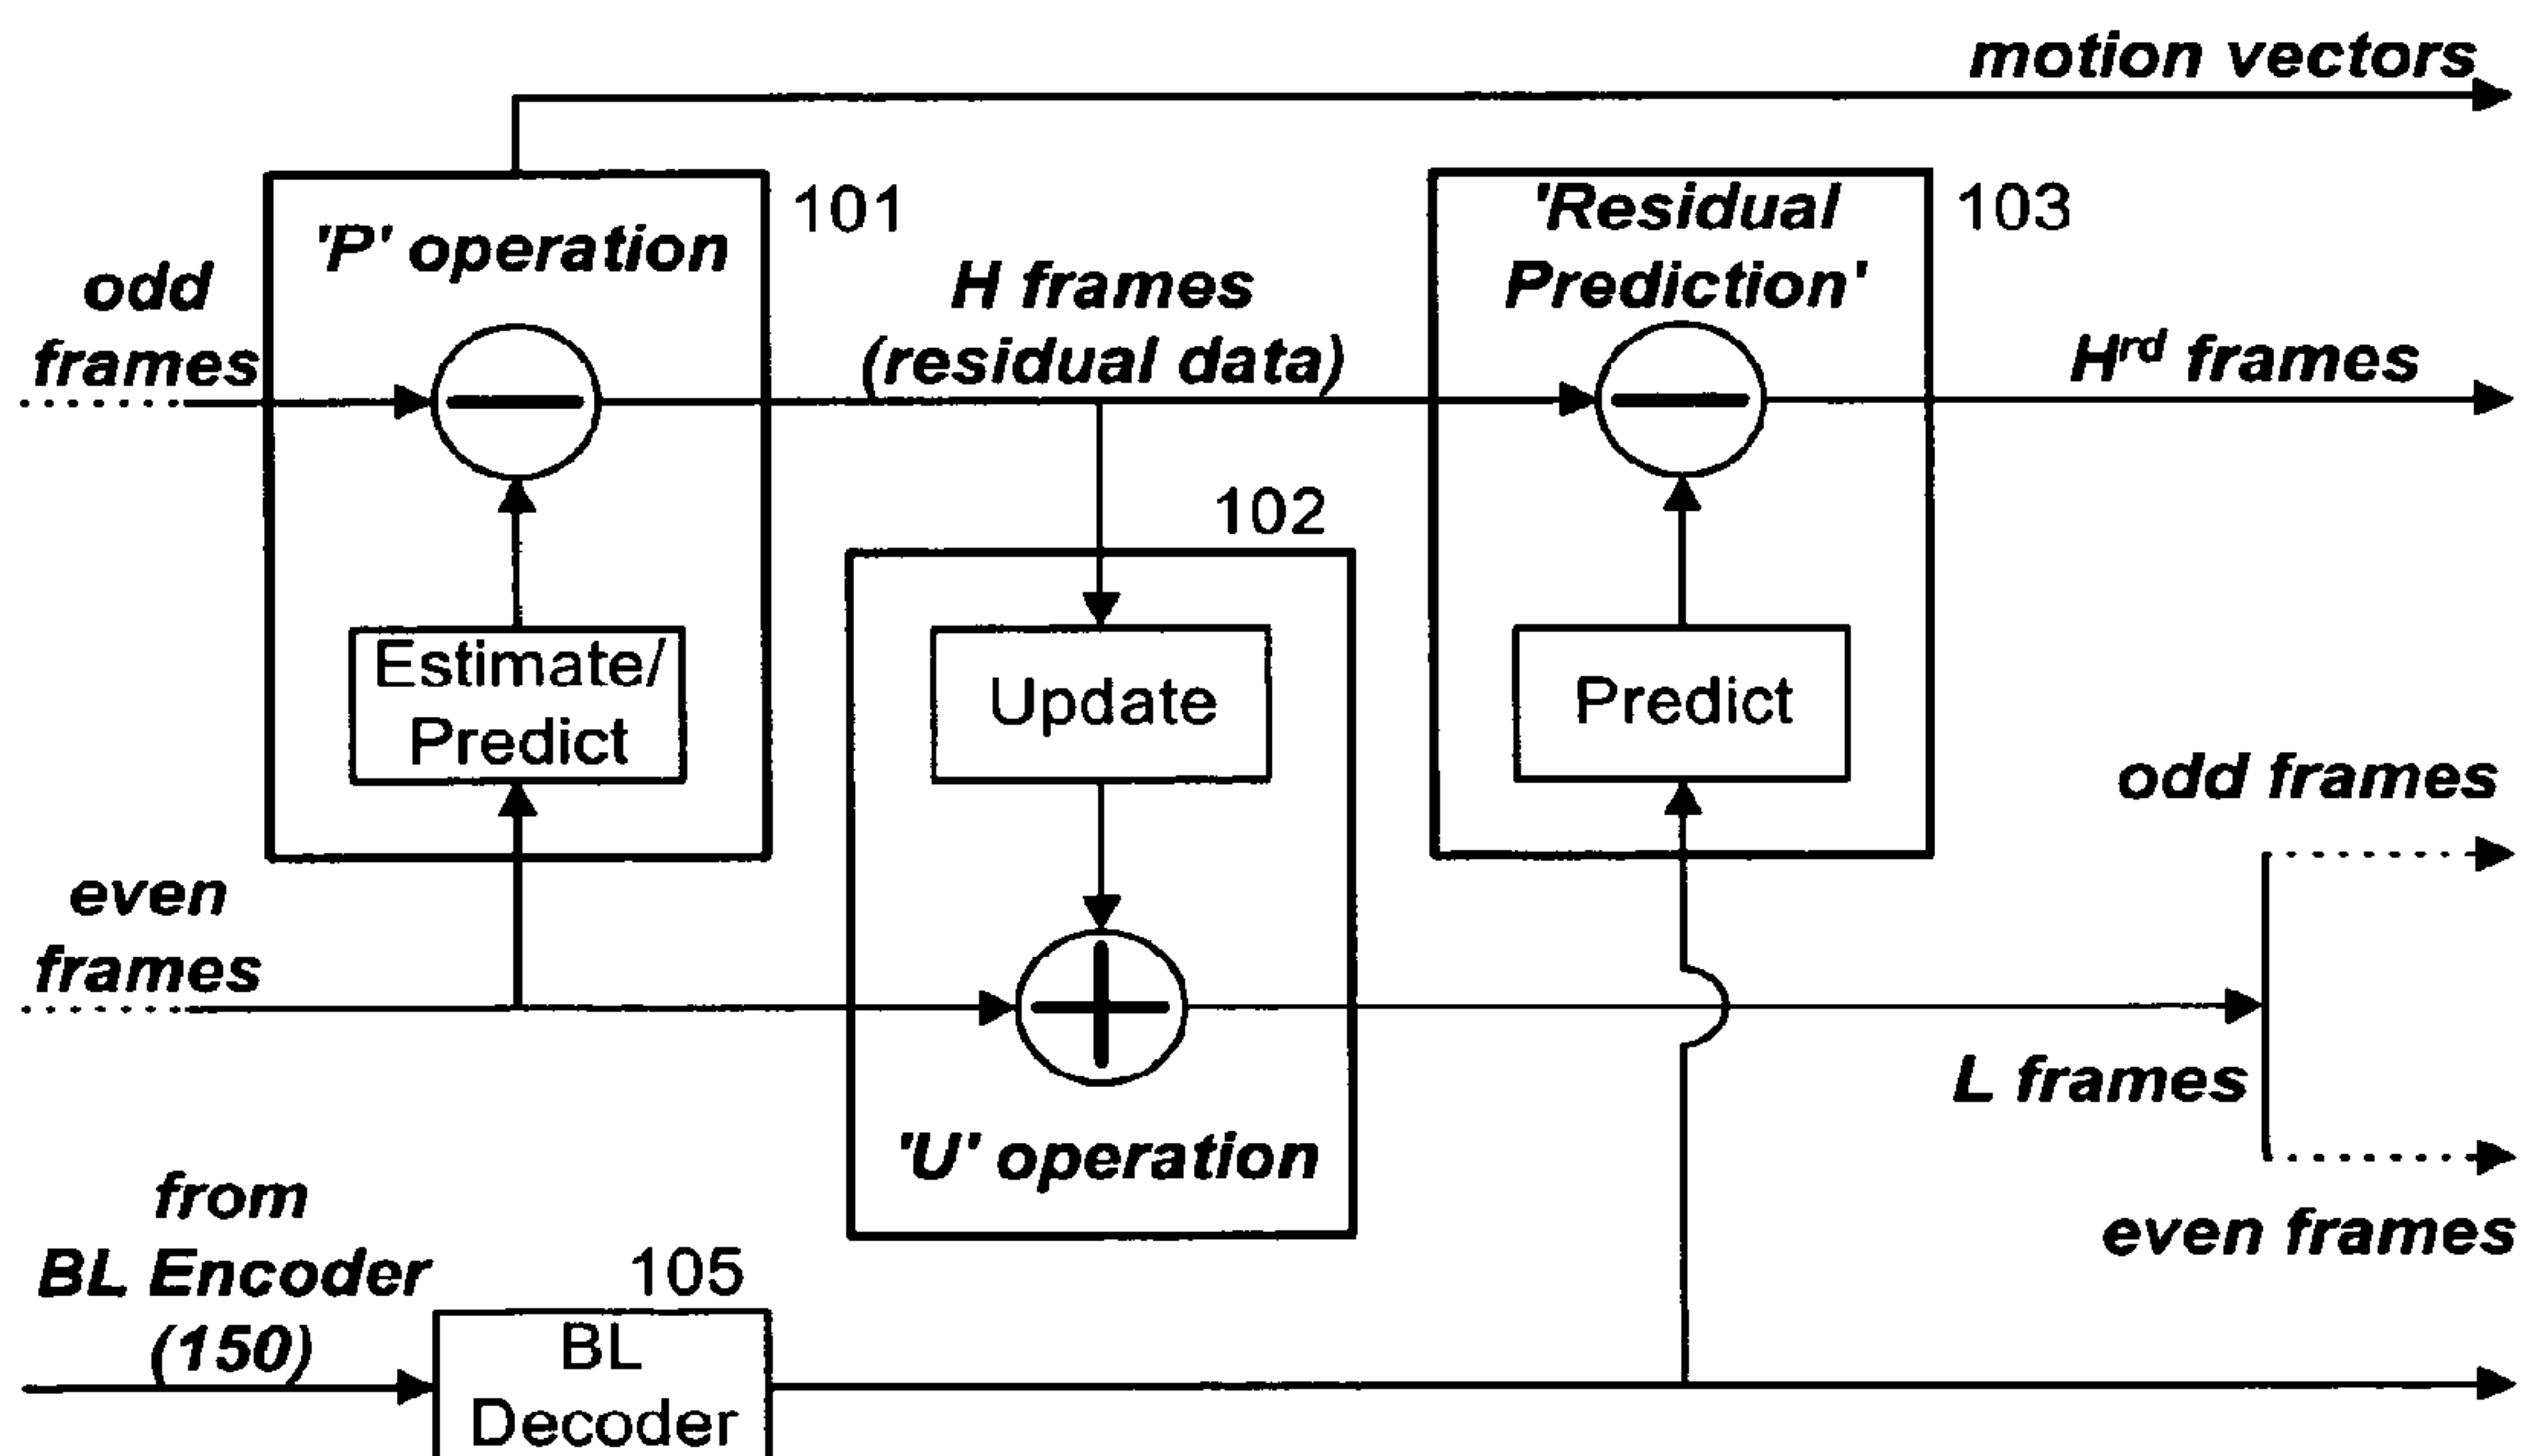 motion vectors
'P' operation
101
'Residual
Prediction'
103
odd
frames
H frames
(residual data)
H^rd frames
102
Estimate/
Predict
Update
Predict
odd frames
even
frames
L frames
'U' operation
even frames
from
BL Encoder
(150)
105
BL
Decoder